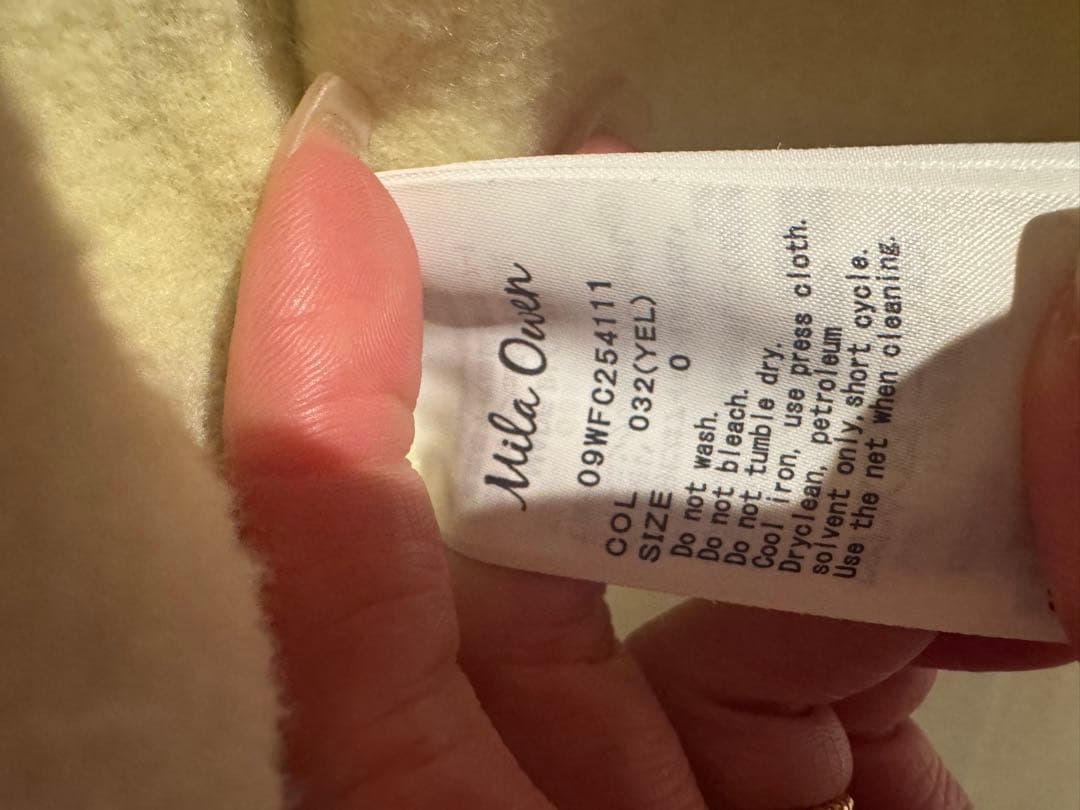 Mila Owen
09WFC254111
COL 032(YEL)
SIZE 0
Do not wash.
Do not bleach.
Do not tumble dry.
Cool iron, use press cloth.
Dryclean, petroleum
solvent only, short cycle.
Use the net when cleaning.